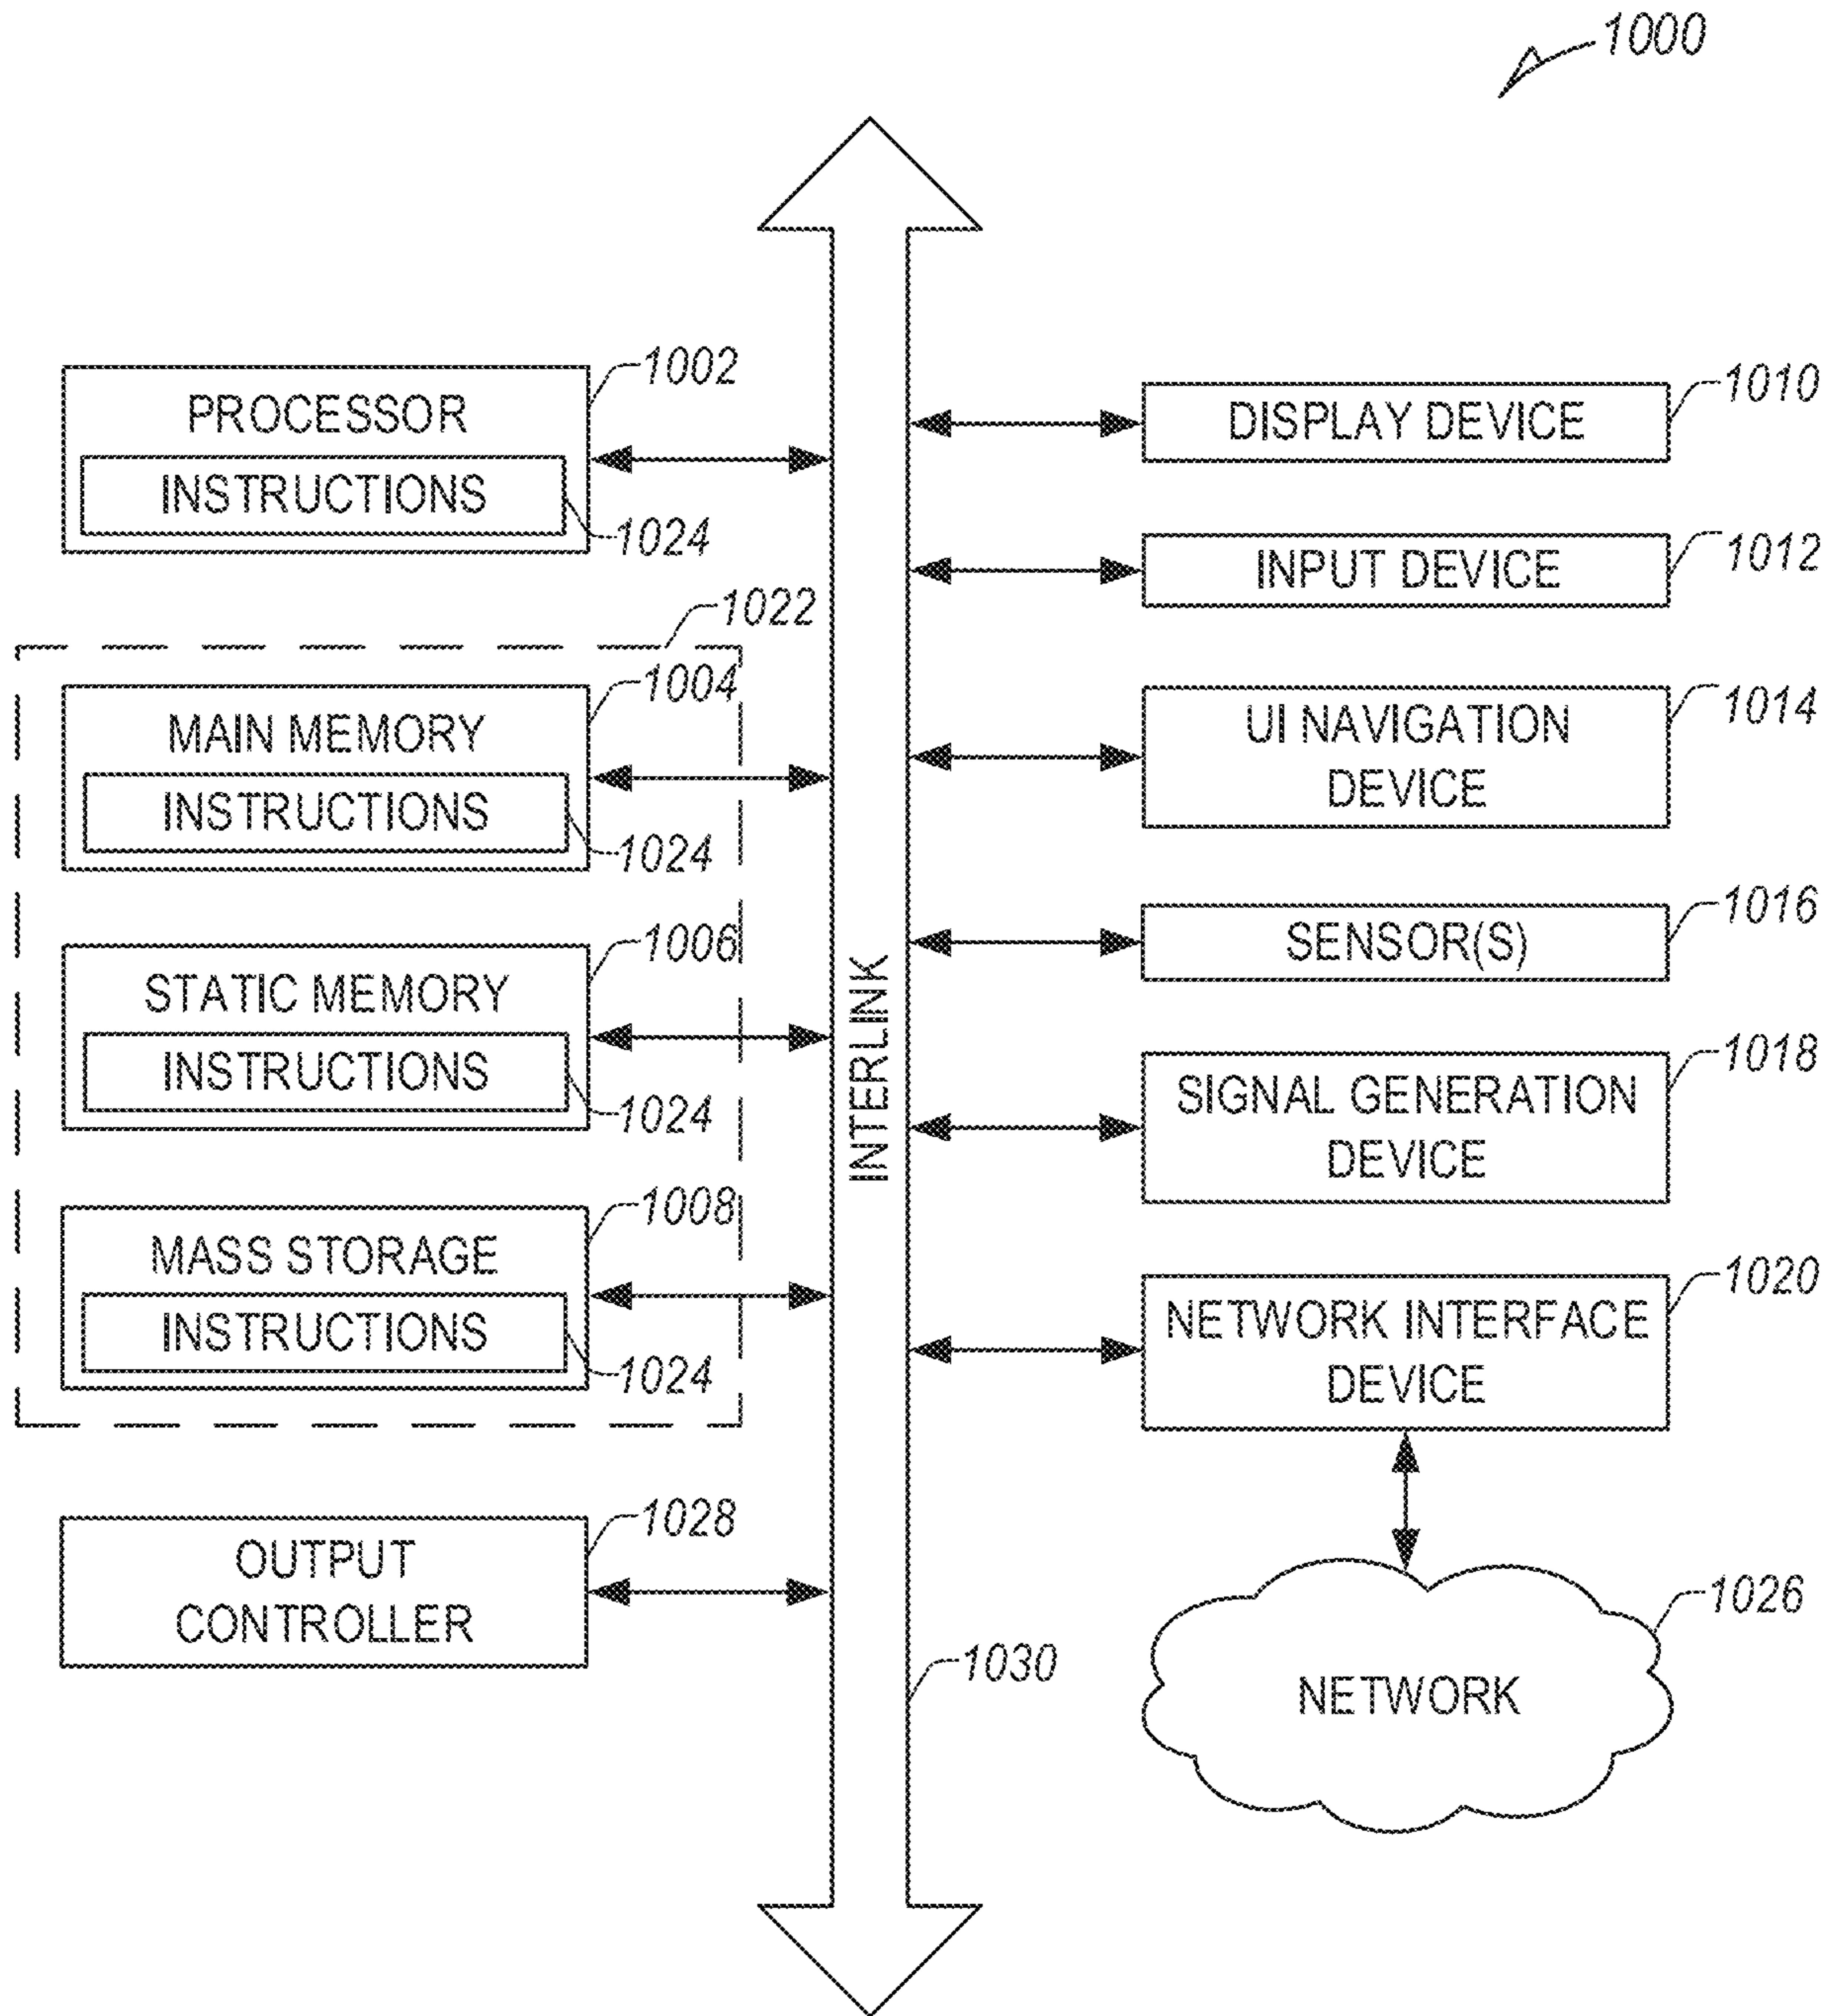 1000
PROCESSOR
1002
INSTRUCTIONS
1024
1022
MAIN MEMORY
1004
INSTRUCTIONS
1024
STATIC MEMORY
1006
INSTRUCTIONS
1024
MASS STORAGE
1008
INSTRUCTIONS
1024
OUTPUT
CONTROLLER
1028
INTERLINK
1030
DISPLAY DEVICE
1010
INPUT DEVICE
1012
UI NAVIGATION
DEVICE
1014
SENSOR(S)
1016
SIGNAL GENERATION
DEVICE
1018
NETWORK INTERFACE
DEVICE
1020
NETWORK
1026